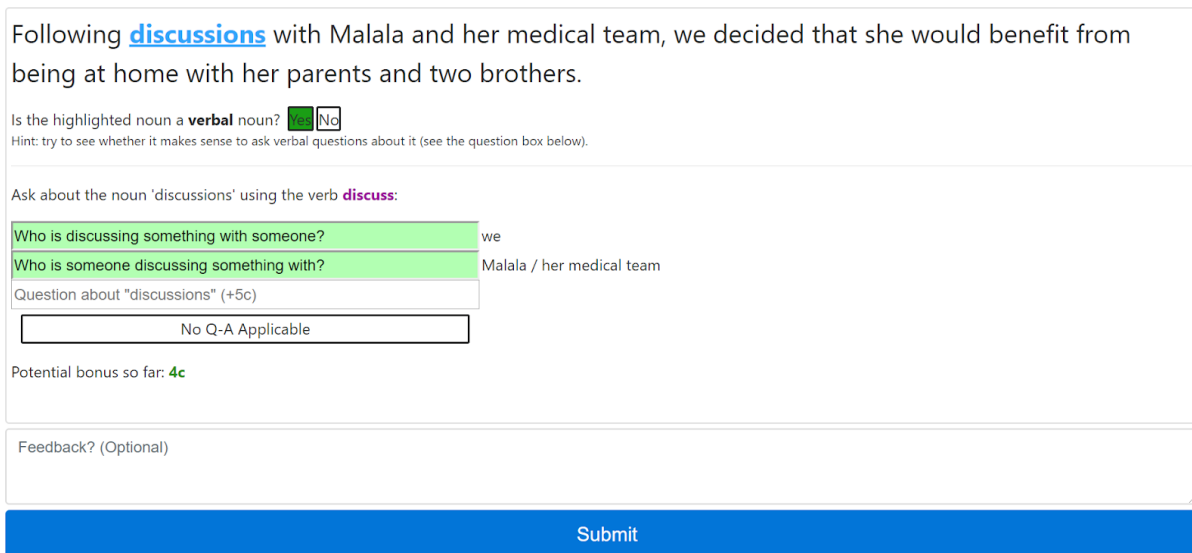 Following discussions with Malala and her medical team, we decided that she would benefit from
being at home with her parents and two brothers.
Is the highlighted noun a verbal noun? Yes No
Hint: try to see whether it makes sense to ask verbal questions about it (see the question box below).
Ask about the noun 'discussions' using the verb discuss:
Who is discussing something with someone? we
Who is someone discussing something with? Malala / her medical team
Question about "discussions" (+5c)
No Q-A Applicable
Potential bonus so far: 4c
Feedback? (Optional)
Submit